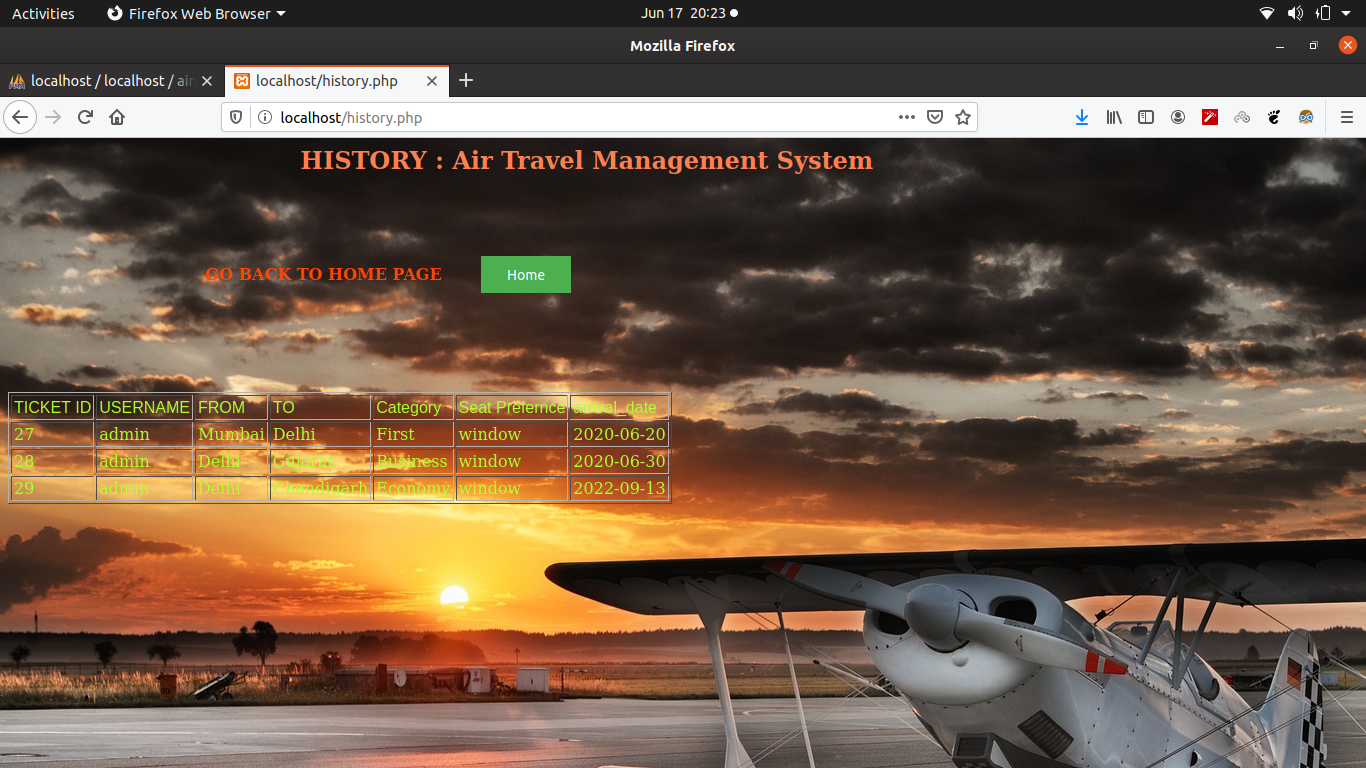 Activities Firefox Web Browser Jun 17 20:23
Mozilla Firefox
localhost / localhost / air localhost/history.php
localhost/history.php
HISTORY : Air Travel Management System
GO BACK TO HOME PAGE Home
TICKET ID USERNAME FROM TO Category Seat Prefernce arrival_date
27 admin Mumbai Delhi First window 2020-06-20
28 admin Delhi Gujarat Business window 2020-06-30
29 admin Delhi Chandigarh Economy window 2022-09-13